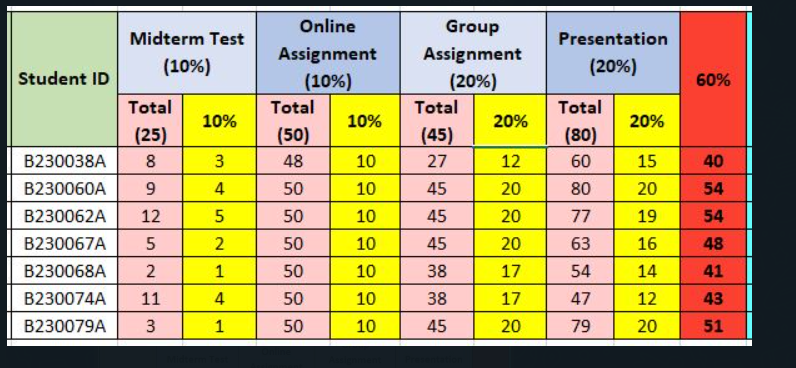 Student ID Midterm Test (10%) Online Assignment (10%) Group Assignment (20%) Presentation (20%) 60%
Total (25) 10% Total (50) 10% Total (45) 20% Total (80) 20%
B230038A 8 3 48 10 27 12 60 15 40
B230060A 9 4 50 10 45 20 80 20 54
B230062A 12 5 50 10 45 20 77 19 54
B230067A 5 2 50 10 45 20 63 16 48
B230068A 2 1 50 10 38 17 54 14 41
B230074A 11 4 50 10 38 17 47 12 43
B230079A 3 1 50 10 45 20 79 20 51